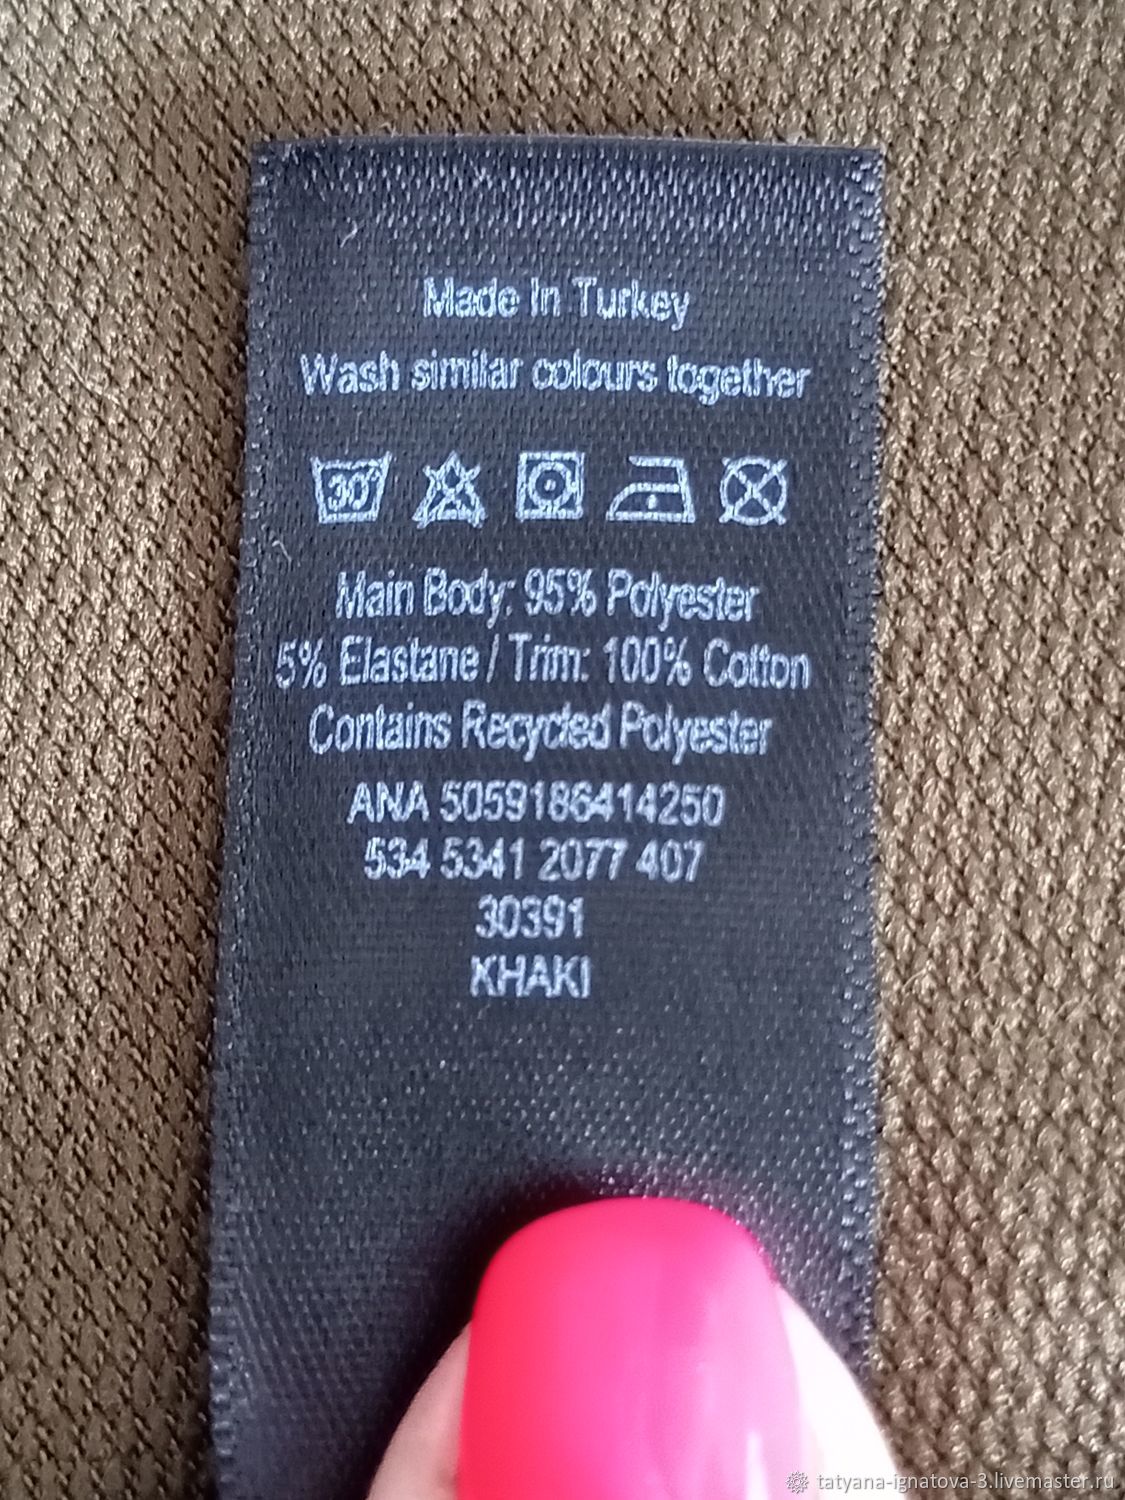 Made In Turkey
Wash similar colours together
30°
Main Body: 95% Polyester
5% Elastane / Trim: 100% Cotton
Contains Recycled Polyester
ANA 5059186414250
534 5341 2077 407
30391
KHAKI
tatyana-ignatova-3.livemaster.ru